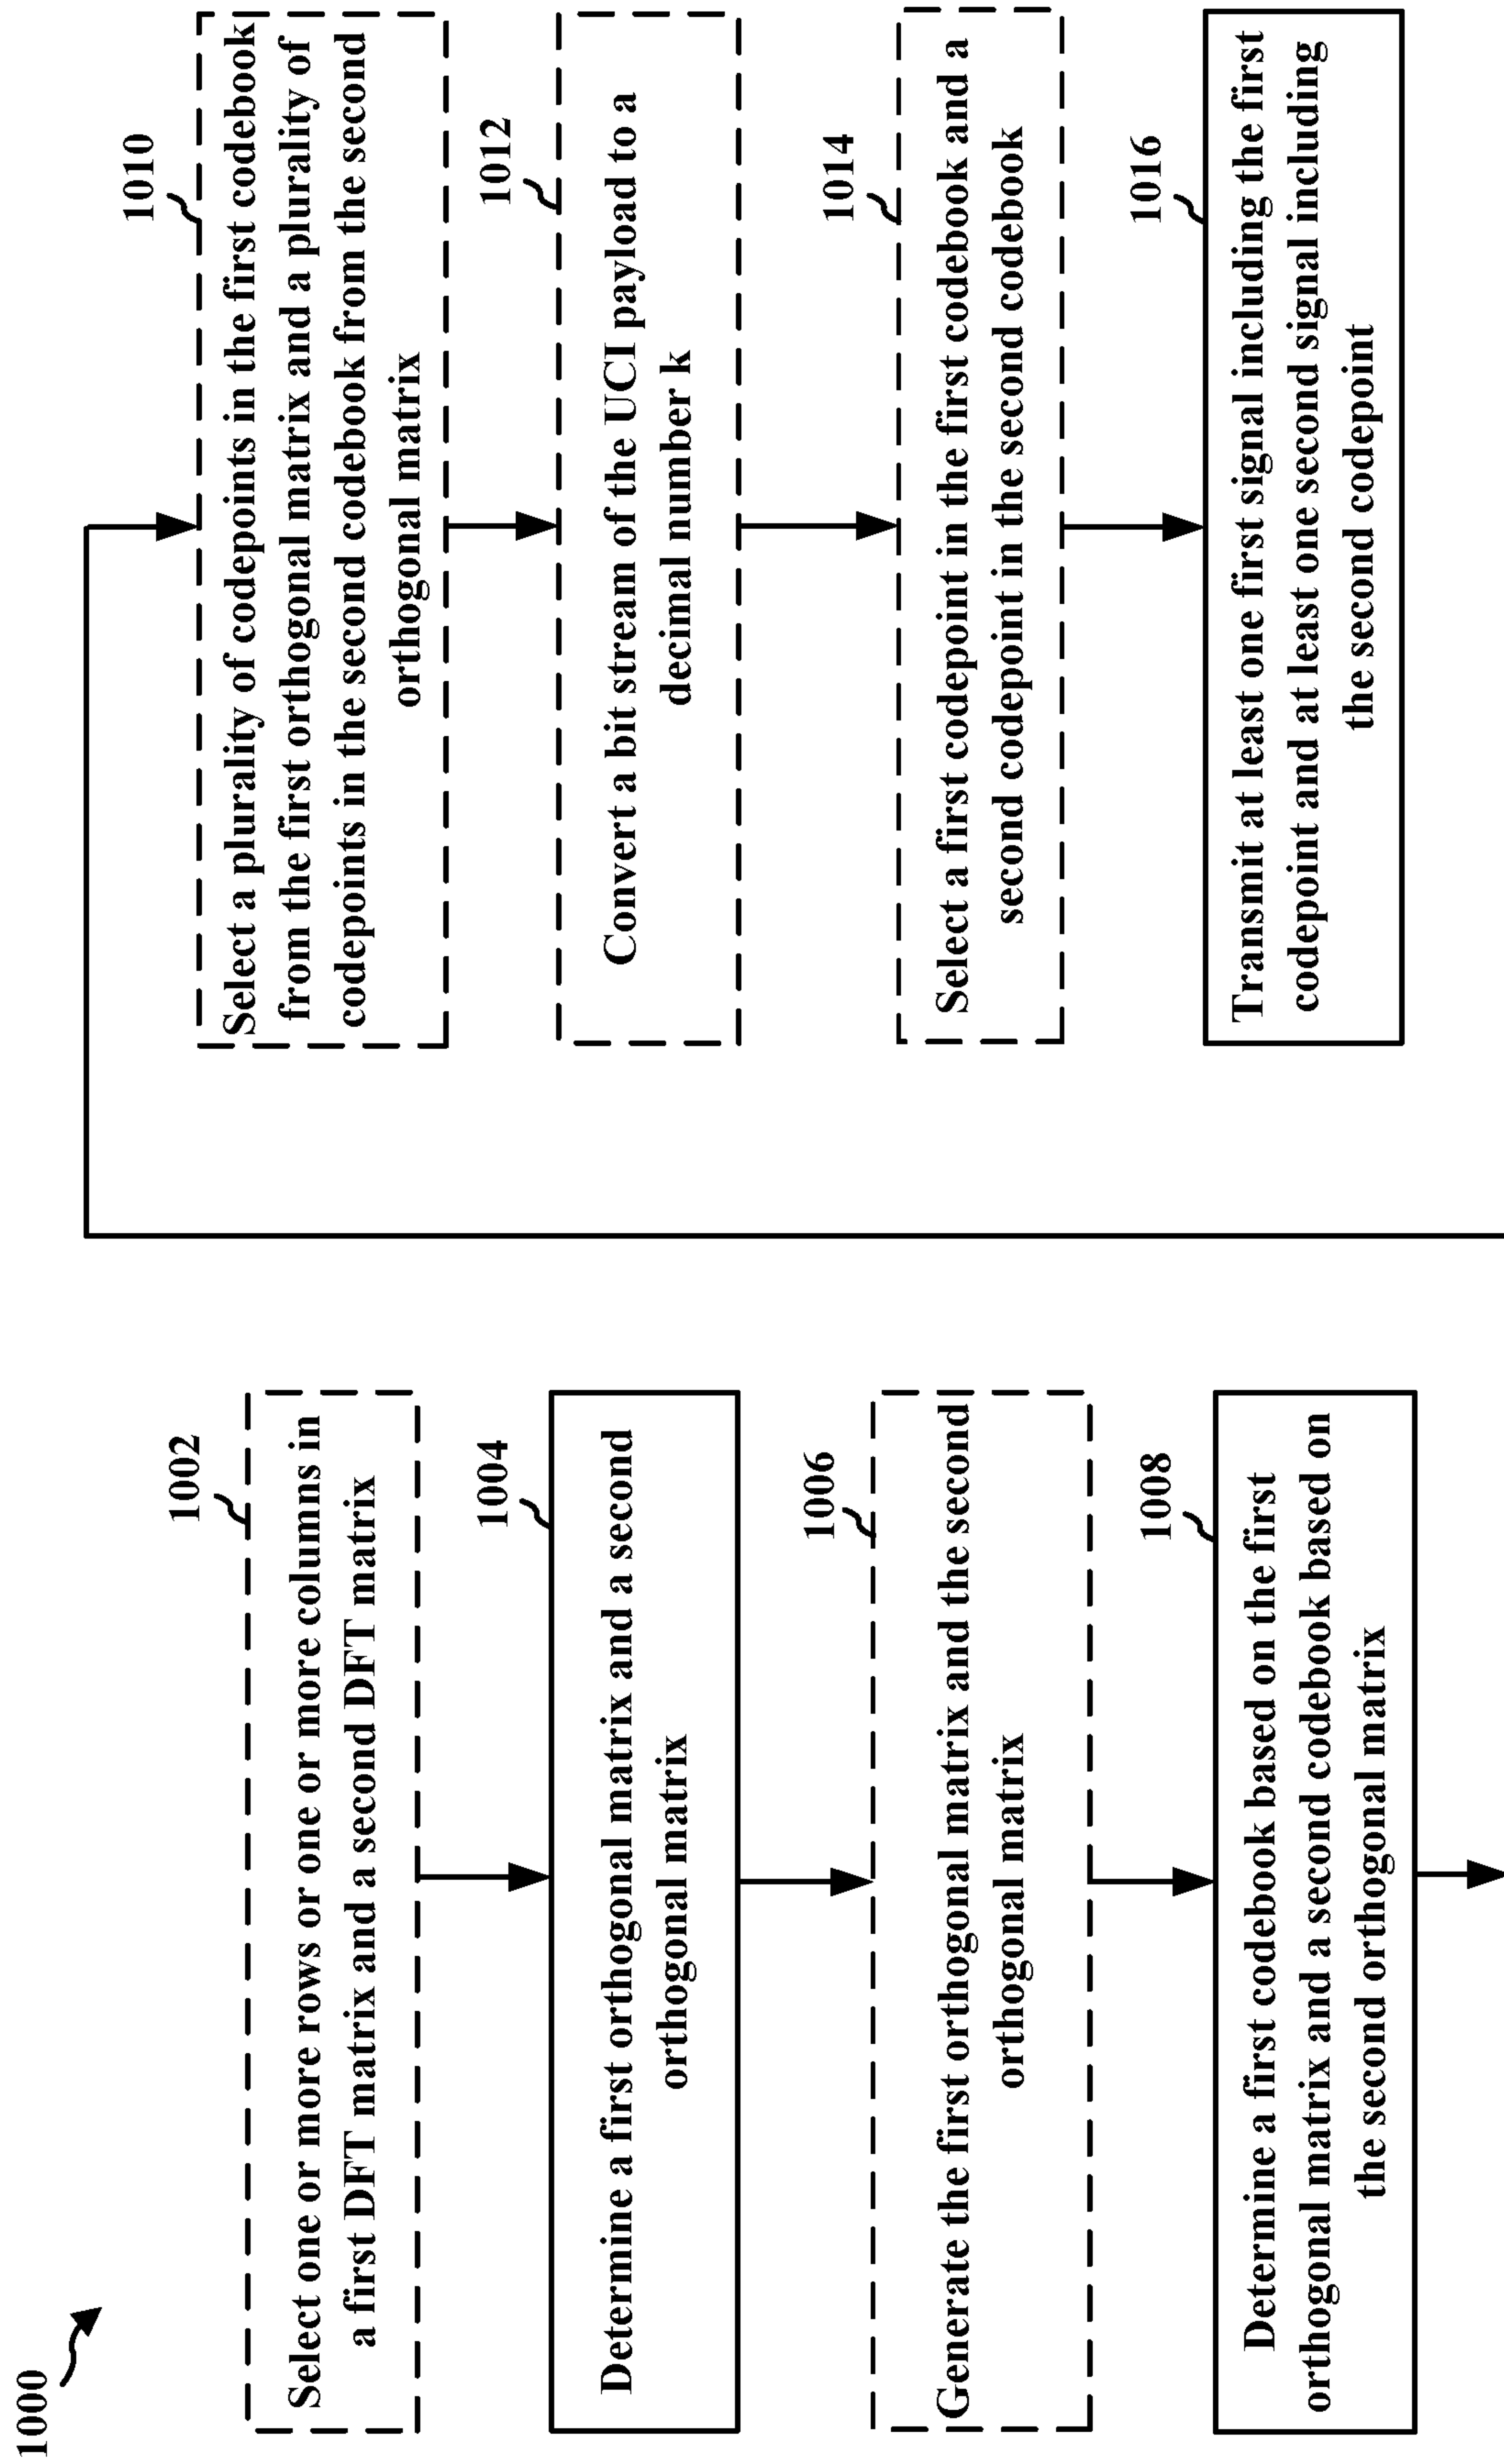 1000
1002
Select one or more rows or one or more columns in
a first DFT matrix and a second DFT matrix
1004
Determine a first orthogonal matrix and a second
orthogonal matrix
1006
Generate the first orthogonal matrix and the second
orthogonal matrix
1008
Determine a first codebook based on the first
orthogonal matrix and a second codebook based on
the second orthogonal matrix
1010
Select a plurality of codepoints in the first codebook
from the first orthogonal matrix and a plurality of
codepoints in the second codebook from the second
orthogonal matrix
1012
Convert a bit stream of the UCI payload to a
decimal number k
1014
Select a first codepoint in the first codebook and a
second codepoint in the second codebook
1016
Transmit at least one first signal including the first
codepoint and at least one second signal including
the second codepoint